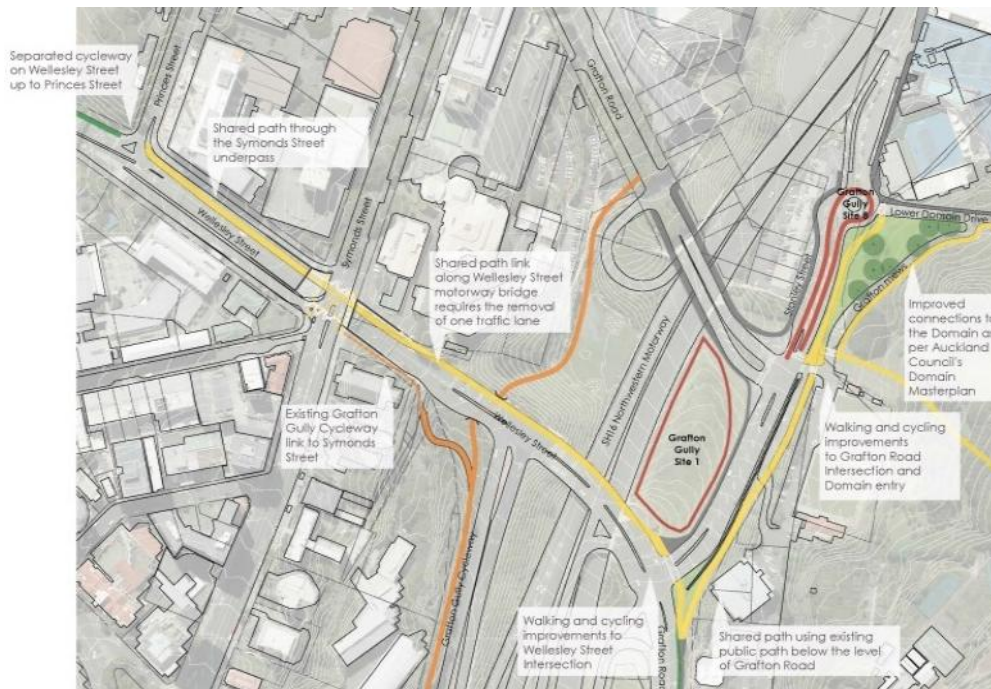 Separated cycleway
on Wellesley Street
up to Princes Street
Princes Street
Shared path through
the Symonds Street
underpass
Grafton Road
Wellesley Street
Symonds Street
Shared path link
along Wellesley Street
motorway bridge
requires the removal
of one traffic lane
Grafton
Gully
Site 8
Lower Domain Drive
Stanley Street
Grafton Mews
Improved
connections to
the Domain as
per Auckland
Council's
Domain
Masterplan
SH16 Northwestern Motorway
Existing Grafton
Gully Cycleway
link to Symonds
Street
Wellesley Street
Grafton
Gully
Site 1
Walking and cycling
improvements
to Grafton Road
Intersection and
Domain entry
Grafton Gully Cycleway
Walking and cycling
improvements to
Wellesley Street
Intersection
Grafton Road
Shared path using existing
public path below the level
of Grafton Road